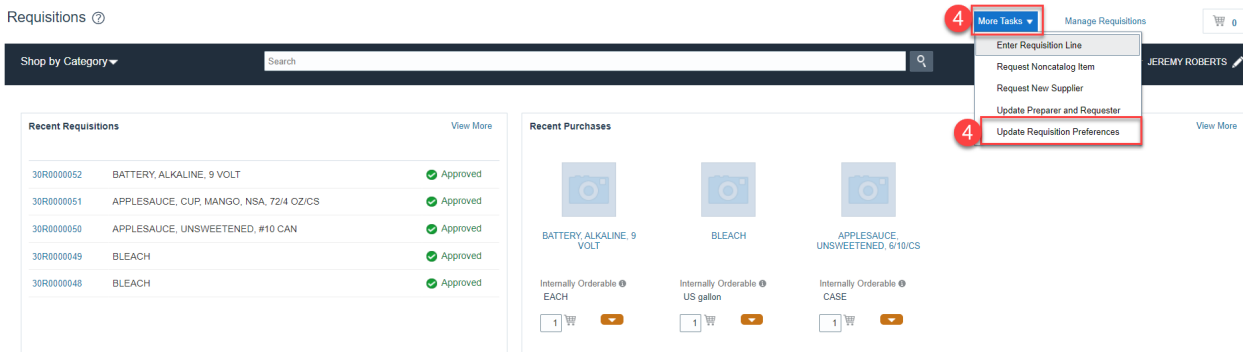 Requisitions ?
4
More Tasks
Manage Requisitions
0
Shop by Category
Search
JEREMY ROBERTS
Enter Requisition Line
Request Noncatalog Item
Request New Supplier
Update Preparer and Requester
4
Update Requisition Preferences
Recent Requisitions
View More
30R0000052 BATTERY, ALKALINE, 9 VOLT Approved
30R0000051 APPLESAUCE, CUP, MANGO, NSA, 72/4 OZ/CS Approved
30R0000050 APPLESAUCE, UNSWEETENED, #10 CAN Approved
30R0000049 BLEACH Approved
30R0000048 BLEACH Approved
Recent Purchases
View More
BATTERY, ALKALINE, 9
VOLT
Internally Orderable
EACH
1
BLEACH
Internally Orderable
US gallon
1
APPLESAUCE,
UNSWEETENED, 6/10/CS
Internally Orderable
CASE
1